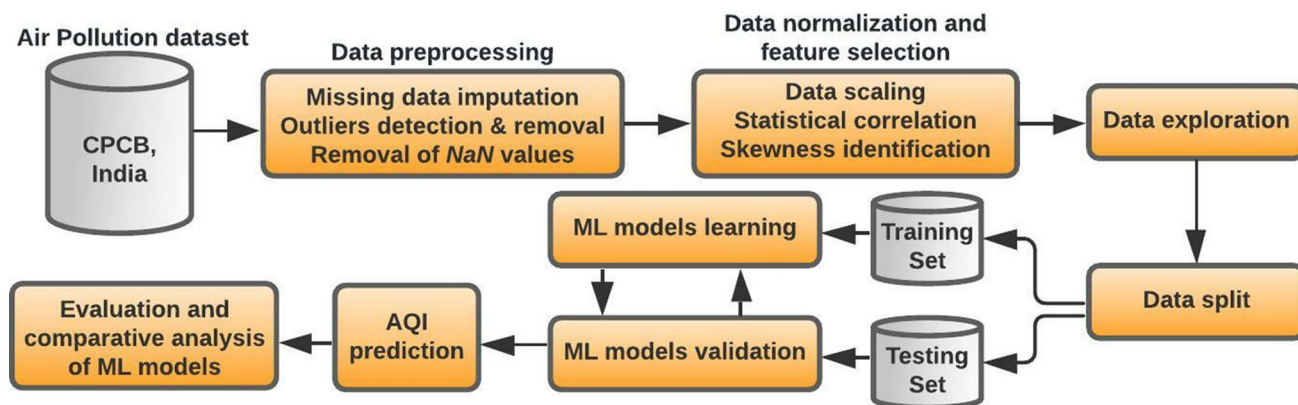 Air Pollution dataset
CPCB,
India
Data preprocessing
Missing data imputation
Outliers detection & removal
Removal of NaN values
Data normalization and
feature selection
Data scaling
Statistical correlation
Skewness identification
Data exploration
Data split
Training
Set
Testing
Set
ML models learning
ML models validation
AQI
prediction
Evaluation and
comparative analysis
of ML models